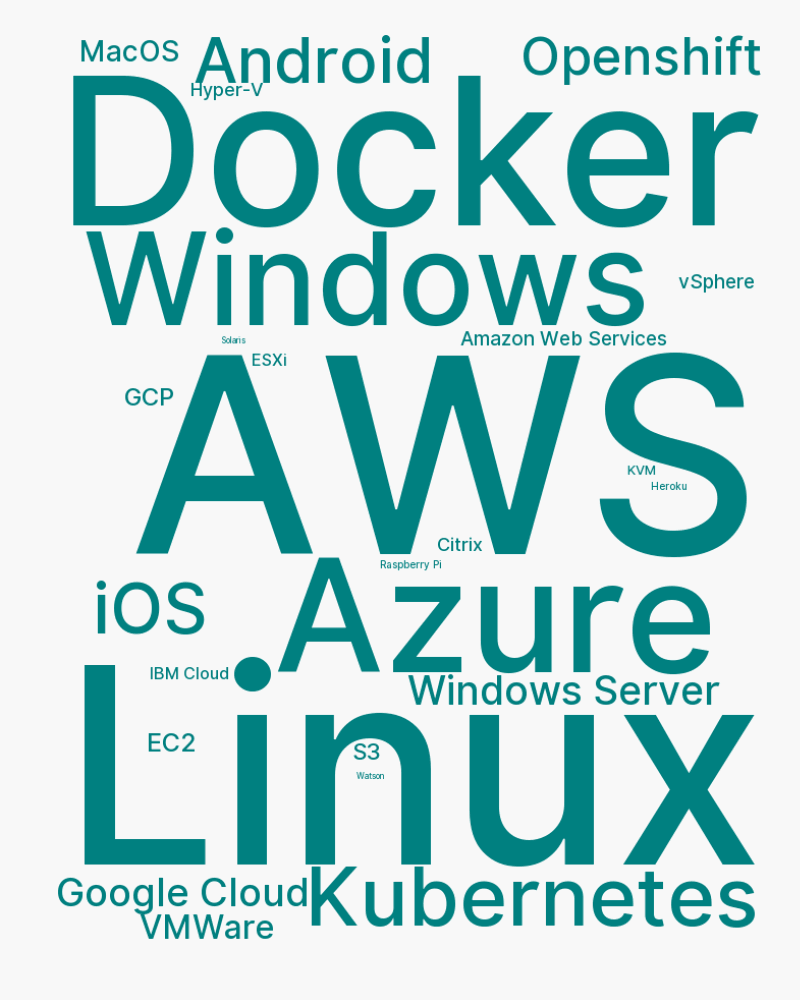 MacOS
Android
Openshift
Hyper-V
Docker
Windows
vSphere
Solaris
Amazon Web Services
ESXi
GCP
AWS
KVM
Heroku
Citrix
Raspberry Pi
iOS
Azure
IBM Cloud
Windows Server
Linux
EC2
S3
Watson
Google Cloud
Kubernetes
VMWare